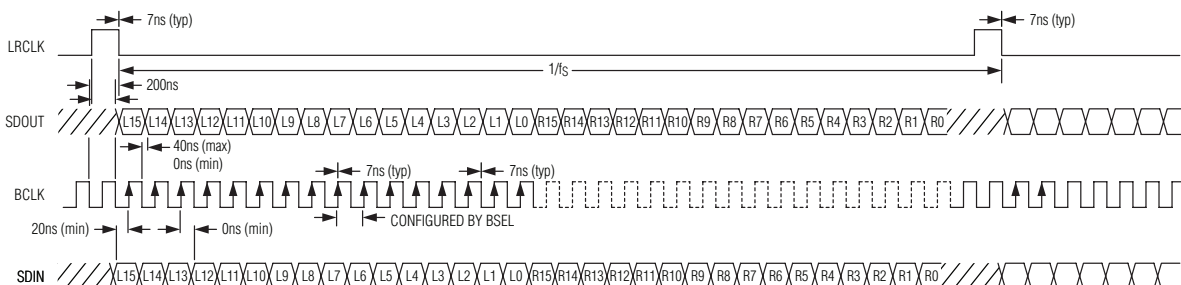 7ns (typ) 7ns (typ)
LRCLK
1/fS
200ns
SDOUT L15 L14 L13 L12 L11 L10 L9 L8 L7 L6 L5 L4 L3 L2 L1 L0 R15 R14 R13 R12 R11 R10 R9 R8 R7 R6 R5 R4 R3 R2 R1 R0
40ns (max)
0ns (min)
7ns (typ) 7ns (typ)
BCLK
CONFIGURED BY BSEL
20ns (min) 0ns (min)
SDIN L15 L14 L13 L12 L11 L10 L9 L8 L7 L6 L5 L4 L3 L2 L1 L0 R15 R14 R13 R12 R11 R10 R9 R8 R7 R6 R5 R4 R3 R2 R1 R0